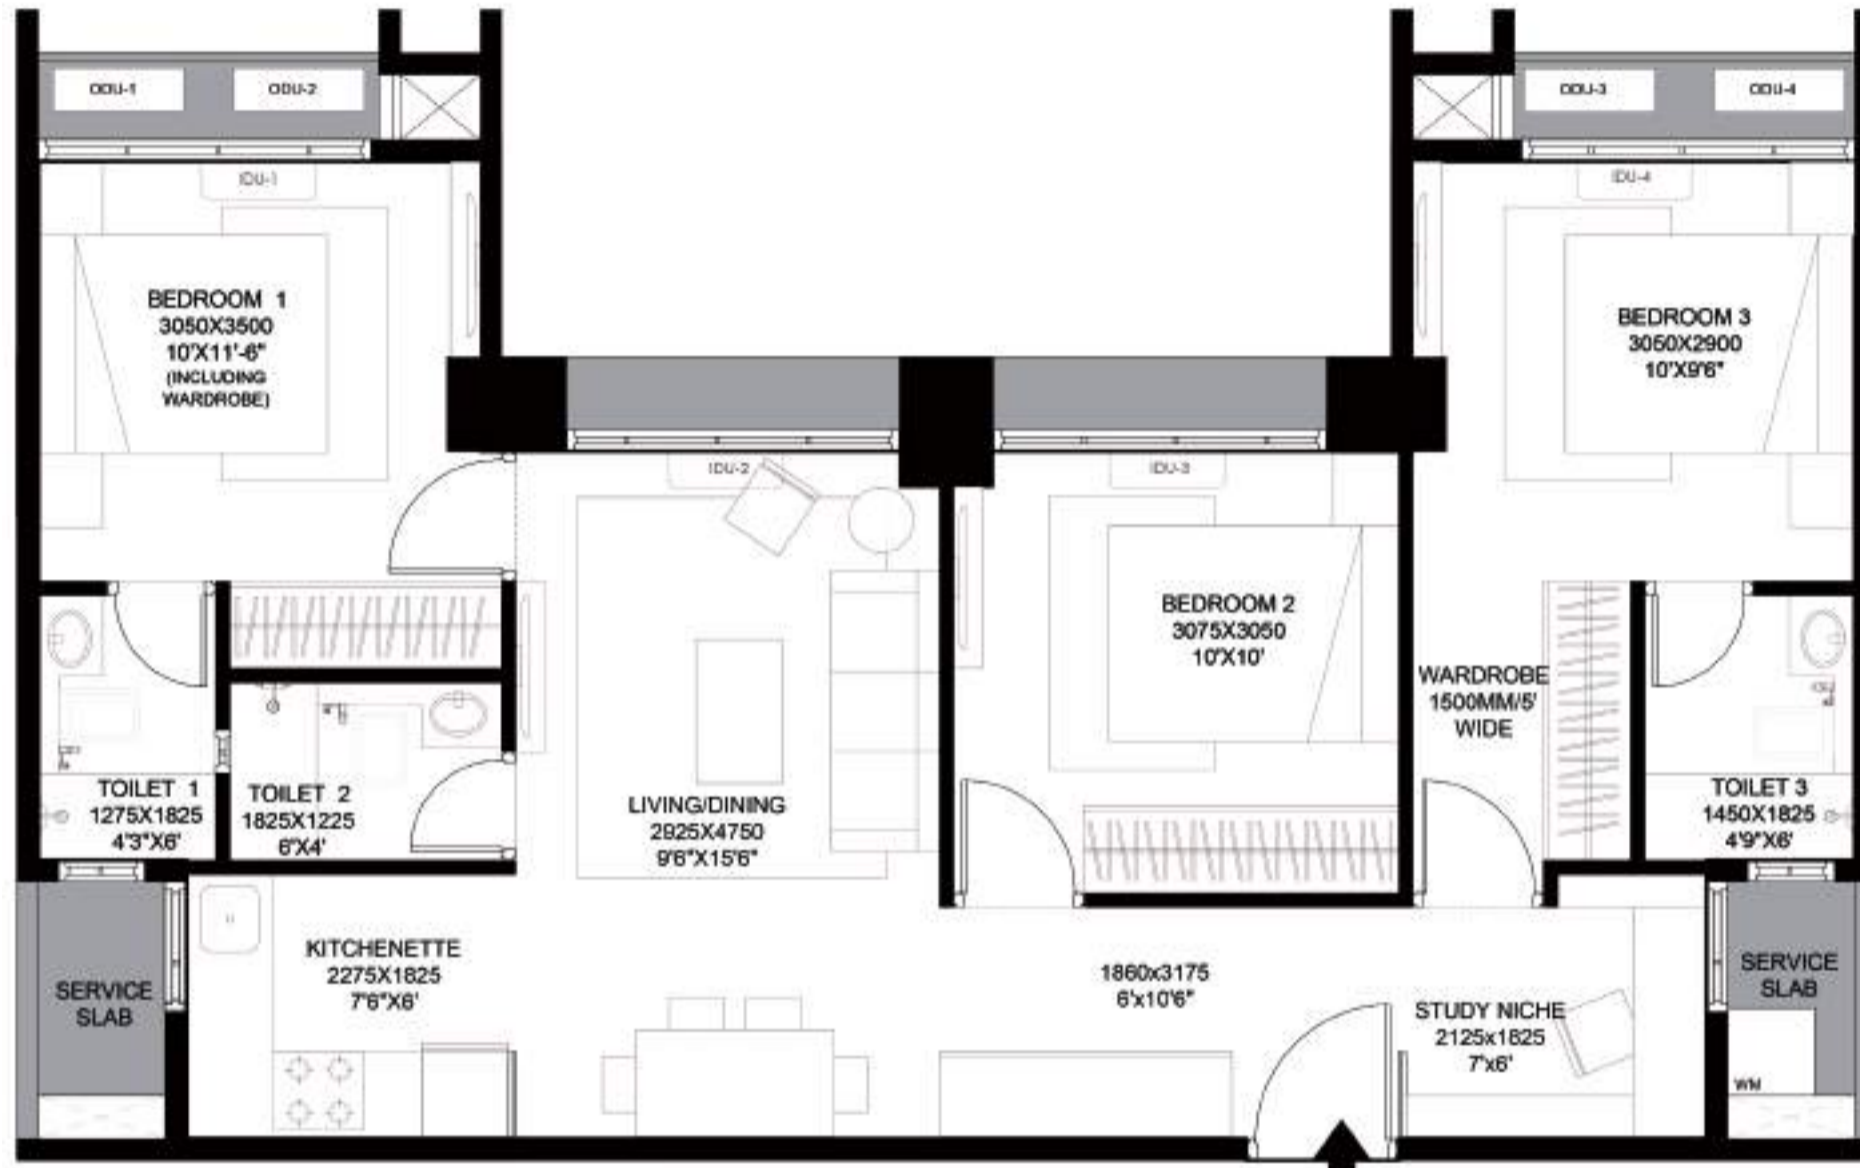 ODU-1
ODU-2
ODU-3
ODU-4
IDU-1
IDU-4
BEDROOM 1
3050X3500
10'X11'-6"
(INCLUDING
WARDROBE)
BEDROOM 3
3050X2900
10'X9'6"
IDU-2
IDU-3
BEDROOM 2
3075X3050
10'X10'
WARDROBE
1500MM/5'
WIDE
TOILET 1
1275X1825
4'3"X6'
TOILET 2
1825X1225
6'X4'
LIVING/DINING
2925X4750
9'6"X15'6"
TOILET 3
1450X1825
4'9"X6'
KITCHENETTE
2275X1825
7'6"X6'
SERVICE
SLAB
1860x3175
6'x10'6"
STUDY NICHE
2125x1825
7'x6'
SERVICE
SLAB
WM